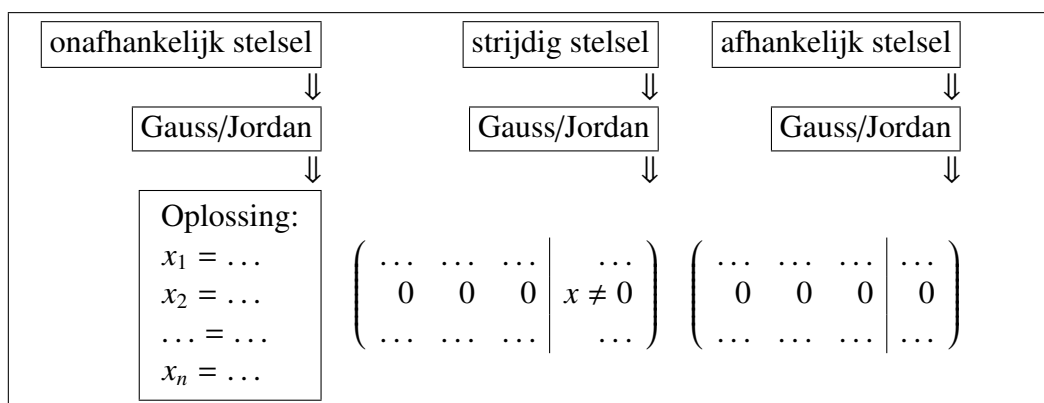 onafhankelijk stelsel strijdig stelsel afhankelijk stelsel
⇓ ⇓ ⇓
Gauss/Jordan Gauss/Jordan Gauss/Jordan
⇓ ⇓ ⇓
Oplossing:
x₁ = …
x₂ = …
… = …
xₙ = …
… … … | …
0 0 0 | x ≠ 0
… … … | …
… … … | …
0 0 0 | 0
… … … | …